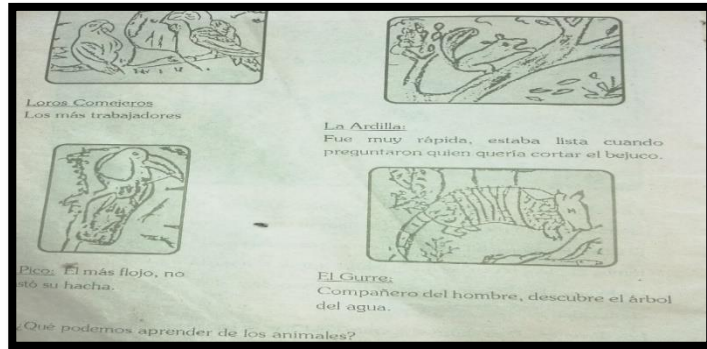 Loros Comejeros
Los más trabajadores
La Ardilla:
Fue muy rápida, estaba lista cuando
preguntaron quien quería cortar el bejuco.
Pico: El más flojo, no
stó su hacha.
El Gurre:
Compañero del hombre, descubre el árbol
del agua.
¿Qué podemos aprender de los animales?